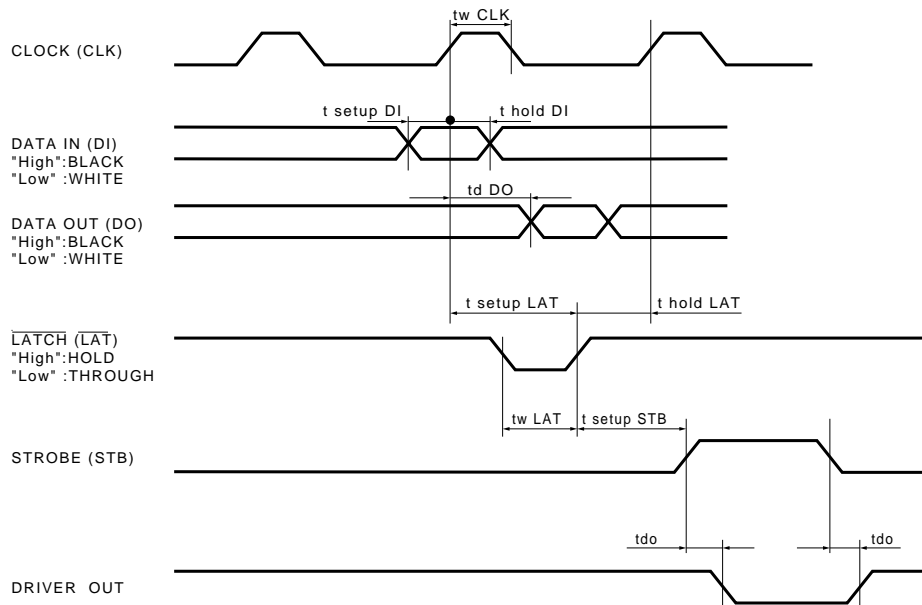 tw CLK
CLOCK (CLK)
t setup DI
t hold DI
DATA IN (DI)
"High":BLACK
"Low" :WHITE
td DO
DATA OUT (DO)
"High":BLACK
"Low" :WHITE
t setup LAT
t hold LAT
LATCH (LAT)
"High":HOLD
"Low" :THROUGH
tw LAT
t setup STB
STROBE (STB)
tdo
tdo
DRIVER OUT